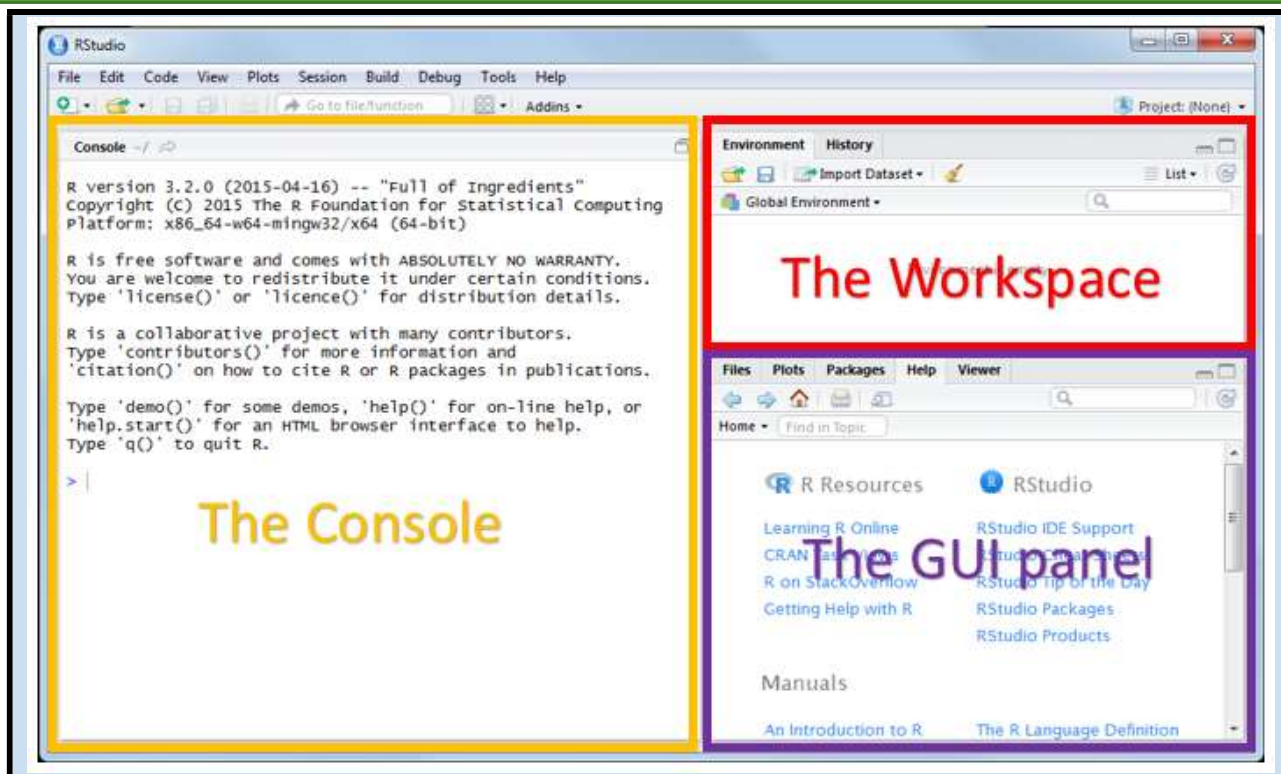 RStudio
File Edit Code View Plots Session Build Debug Tools Help
Go to file/function Addins Project: (None)
Console ~/
R version 3.2.0 (2015-04-16) -- "Full of Ingredients"
Copyright (C) 2015 The R Foundation for Statistical Computing
Platform: x86_64-w64-mingw32/x64 (64-bit)
R is free software and comes with ABSOLUTELY NO WARRANTY.
You are welcome to redistribute it under certain conditions.
Type 'license()' or 'licence()' for distribution details.
R is a collaborative project with many contributors.
Type 'contributors()' for more information and
'citation()' on how to cite R or R packages in publications.
Type 'demo()' for some demos, 'help()' for on-line help, or
'help.start()' for an HTML browser interface to help.
Type 'q()' to quit R.
>
The Console
Environment History
Import Dataset List
Global Environment
The Workspace
Files Plots Packages Help Viewer
Home Find in Topic
R Resources RStudio
Learning R Online RStudio IDE Support
CRAN
The GUI panel
R on StackOverflow RStudio Tip of the Day
Getting Help with R RStudio Packages
RStudio Products
Manuals
An Introduction to R The R Language Definition